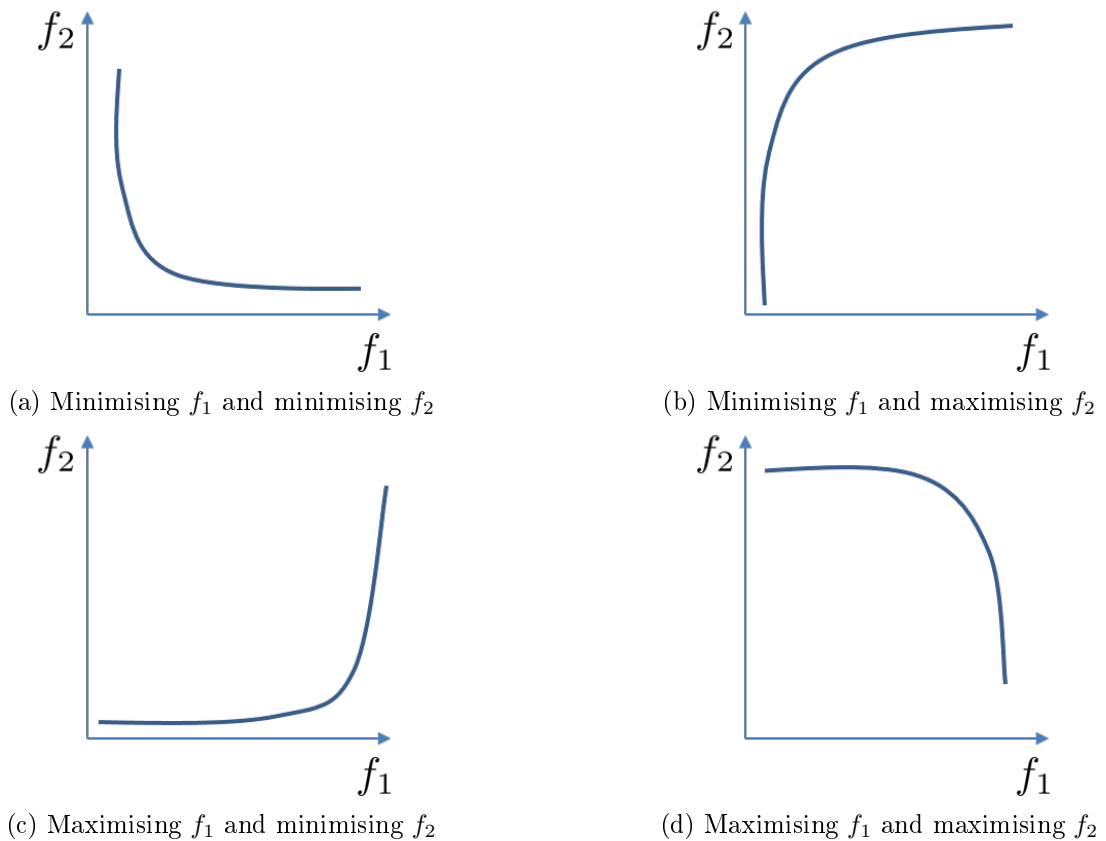 f2
f1
(a) Minimising f1 and minimising f2
f2
f1
(b) Minimising f1 and maximising f2
f2
f1
(c) Maximising f1 and minimising f2
f2
f1
(d) Maximising f1 and maximising f2